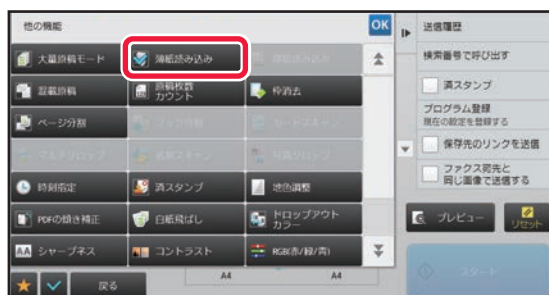 他の機能
OK
大量原稿モード
薄紙読み込み
混載原稿
原稿枚数
カウント
枠消去
ページ分割
時刻指定
済スタンプ
地色調整
PDFの傾き補正
白紙飛ばし
ドロップアウト
カラー
シャープネス
コントラスト
RGB(赤/緑/青)
戻る
A4
A4
送信履歴
検索番号で呼び出す
済スタンプ
プログラム登録
現在の設定を登録する
保存先のリンクを送信
ファクス宛先と
同じ画像で送信する
プレビュー
リセット
スタート